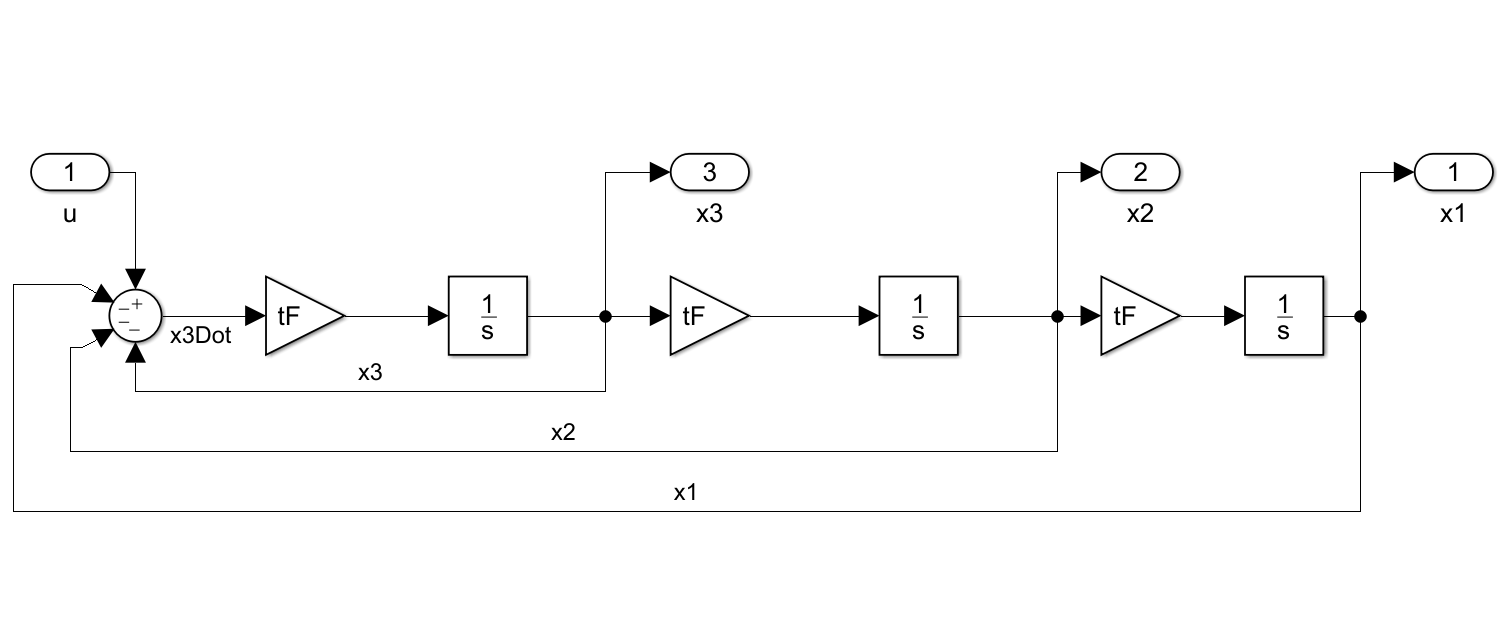 1
u
3
x3
2
x2
1
x1
−
+
−
−
x3Dot
tF
1
s
tF
1
s
tF
1
s
x3
x2
x1